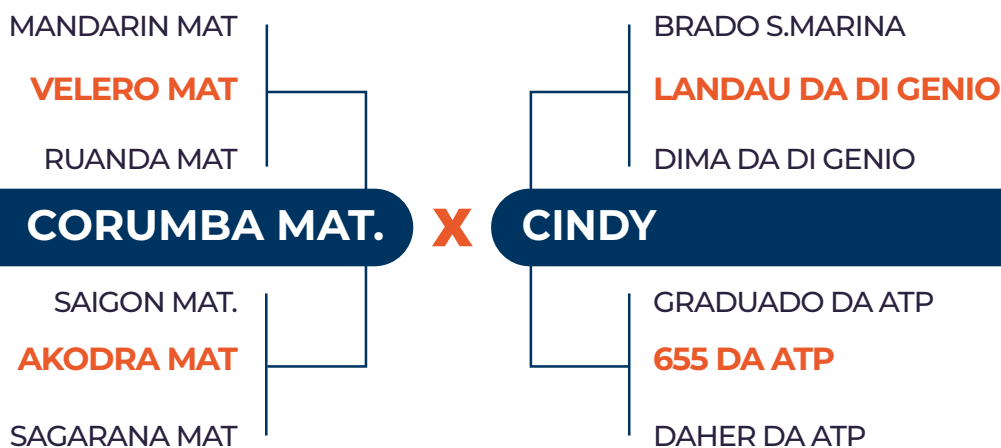 MANDARIN MAT
VELERO MAT
RUANDA MAT
CORUMBA MAT.
SAIGON MAT.
AKODRA MAT
SAGARANA MAT
X
BRADO S.MARINA
LANDAU DA DI GENIO
DIMA DA DI GENIO
CINDY
GRADUADO DA ATP
655 DA ATP
DAHER DA ATP